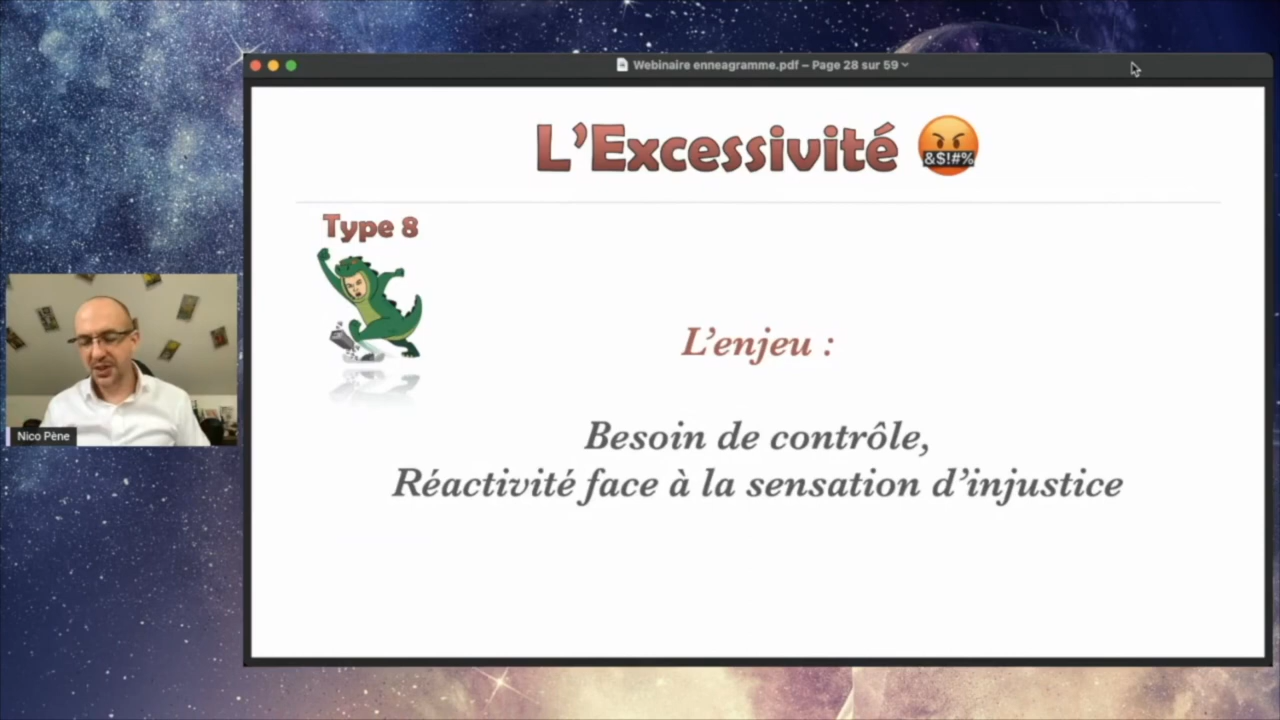 Webinaire enneagramme.pdf – Page 28 sur 59
L'Excessivité
&$!#%
Type 8
L'enjeu :
Besoin de contrôle,
Réactivité face à la sensation d'injustice
Nico Pène